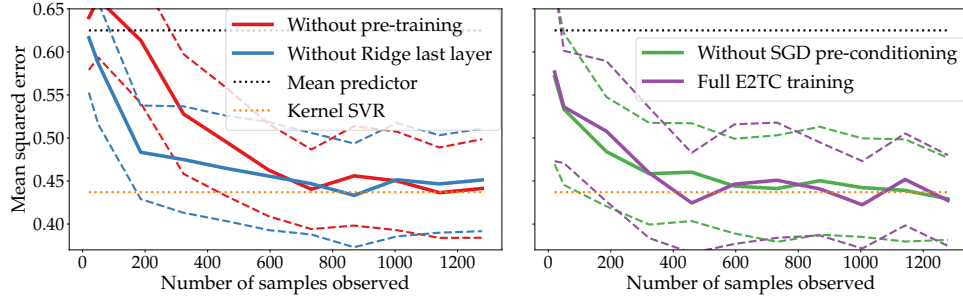 0.65
0.60
0.55
0.50
0.45
0.40
Mean squared error
Without pre-training
Without Ridge last layer
Mean predictor
Kernel SVR
0 200 400 600 800 1000 1200
Number of samples observed
Without SGD pre-conditioning
Full E2TC training
0 200 400 600 800 1000 1200
Number of samples observed